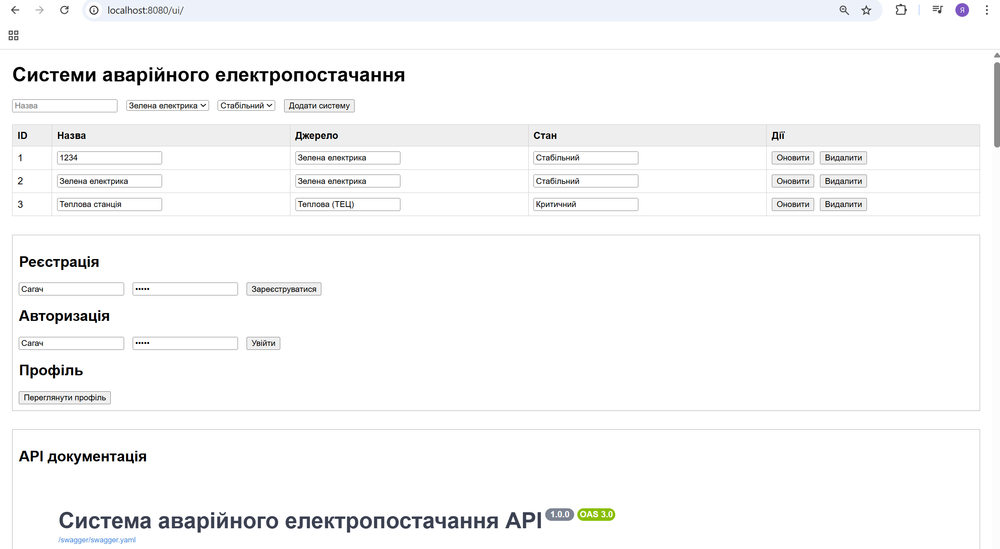 localhost:8080/ui/
Я
Системи аварійного електропостачання
Назва Зелена електрика Стабільний Додати систему
ID Назва Джерело Стан Дії
1 1234 Зелена електрика Стабільний Оновити Видалити
2 Зелена електрика Зелена електрика Стабільний Оновити Видалити
3 Теплова станція Теплова (ТЕЦ) Критичний Оновити Видалити
Реєстрація
Сагач ••••• Зареєструватися
Авторизація
Сагач ••••• Увійти
Профіль
Переглянути профіль
API документація
Система аварійного електропостачання API 1.0.0 OAS 3.0
/swagger/swagger.yaml